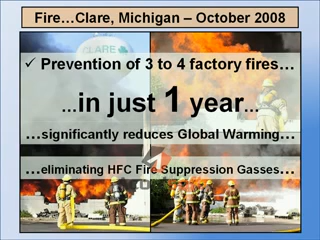 Fire…Clare, Michigan – October 2008
CLARE
✓ Prevention of 3 to 4 factory fires…
…in just 1 year…
…significantly reduces Global Warming…
…eliminating HFC Fire Suppression Gasses…